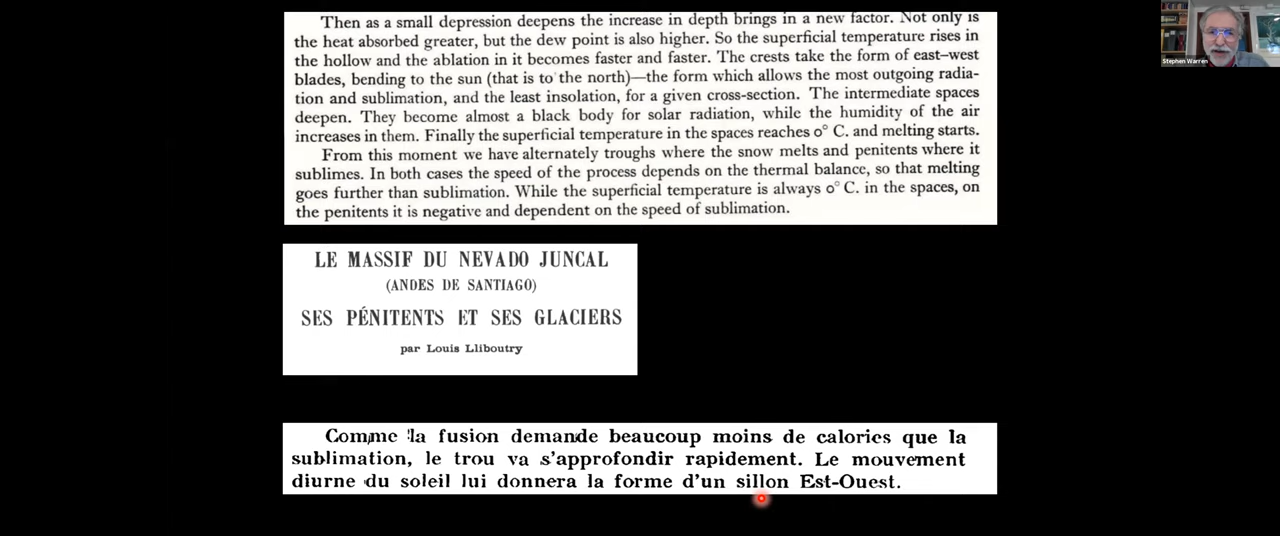 Then as a small depression deepens the increase in depth brings in a new factor. Not only is
the heat absorbed greater, but the dew point is also higher. So the superficial temperature rises in
the hollow and the ablation in it becomes faster and faster. The crests take the form of east–west
blades, bending to the sun (that is to the north)—the form which allows the most outgoing radia-
tion and sublimation, and the least insolation, for a given cross-section. The intermediate spaces
deepen. They become almost a black body for solar radiation, while the humidity of the air
increases in them. Finally the superficial temperature in the spaces reaches 0° C. and melting starts.
From this moment we have alternately troughs where the snow melts and penitents where it
sublimes. In both cases the speed of the process depends on the thermal balance, so that melting
goes further than sublimation. While the superficial temperature is always 0° C. in the spaces, on
the penitents it is negative and dependent on the speed of sublimation.
LE MASSIF DU NEVADO JUNCAL
(ANDES DE SANTIAGO)
SES PÉNITENTS ET SES GLACIERS
par Louis Lliboutry
Comme la fusion demande beaucoup moins de calories que la
sublimation, le trou va s'approfondir rapidement. Le mouvement
diurne du soleil lui donnera la forme d'un sillon Est-Ouest.
Stephen Warren